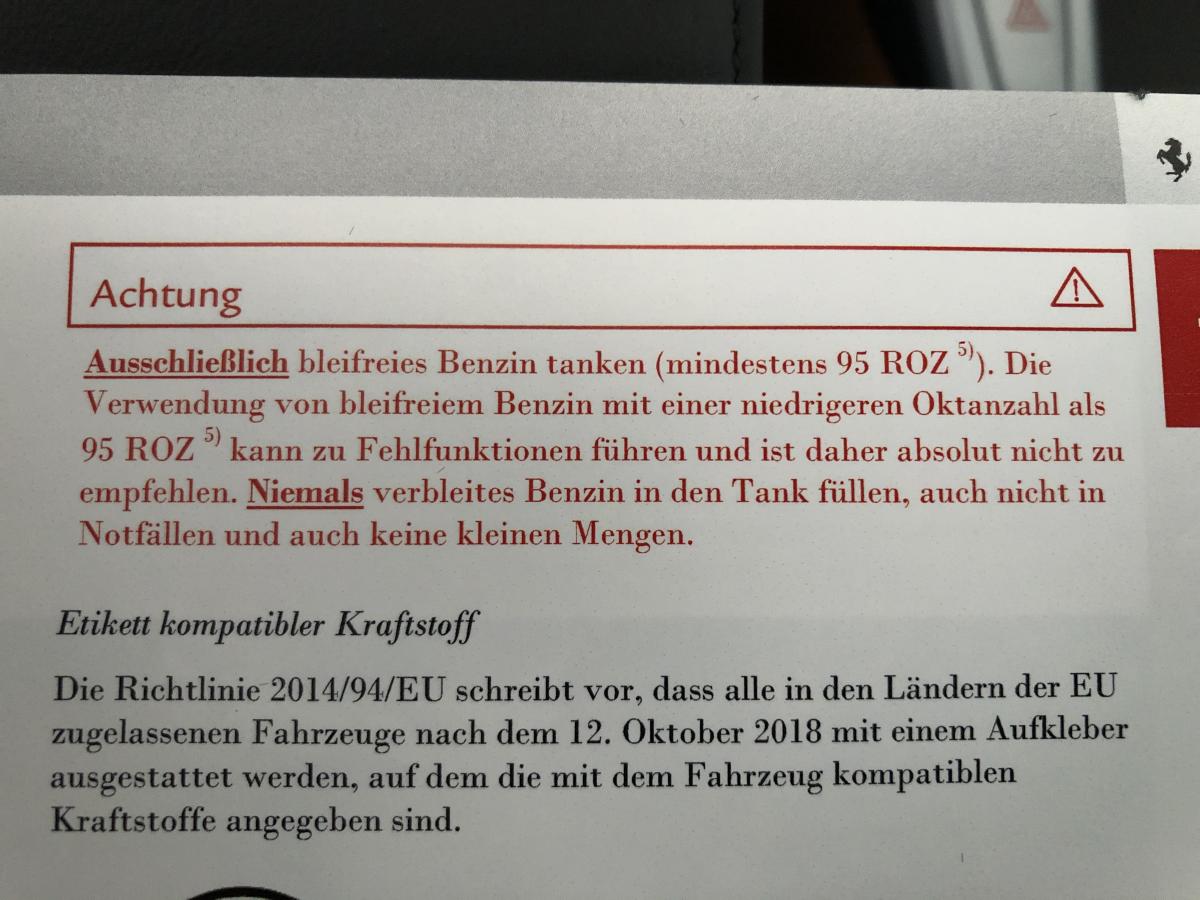 Achtung
Ausschließlich bleifreies Benzin tanken (mindestens 95 ROZ 5)). Die
Verwendung von bleifreiem Benzin mit einer niedrigeren Oktanzahl als
95 ROZ 5) kann zu Fehlfunktionen führen und ist daher absolut nicht zu
empfehlen. Niemals verbleites Benzin in den Tank füllen, auch nicht in
Notfällen und auch keine kleinen Mengen.
Etikett kompatibler Kraftstoff
Die Richtlinie 2014/94/EU schreibt vor, dass alle in den Ländern der EU
zugelassenen Fahrzeuge nach dem 12. Oktober 2018 mit einem Aufkleber
ausgestattet werden, auf dem die mit dem Fahrzeug kompatiblen
Kraftstoffe angegeben sind.